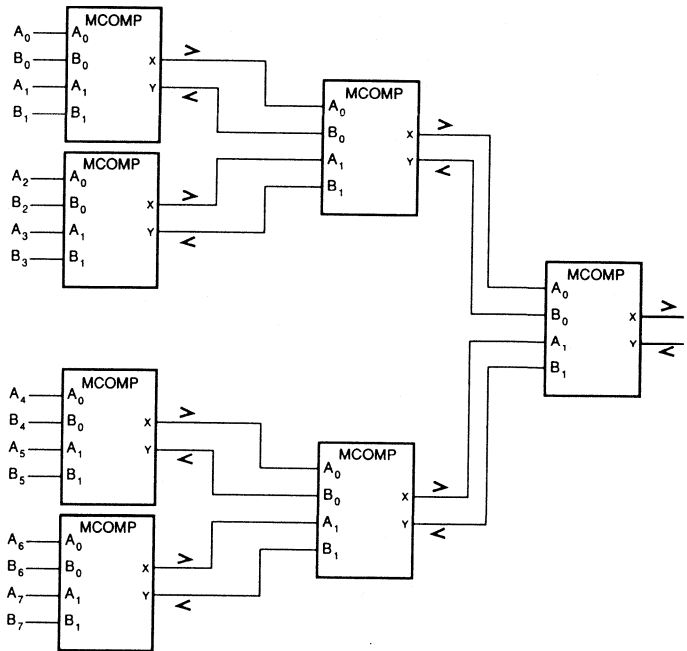 MCOMP
A₀ A₀
B₀ B₀ X >
A₁ A₁ Y <
B₁ B₁
MCOMP
A₂ A₀
B₂ B₀ X >
A₃ A₁ Y <
B₃ B₁
MCOMP
A₀
B₀ X >
A₁ Y <
B₁
MCOMP
A₀
B₀ X >
A₁ Y <
B₁
MCOMP
A₄ A₀
B₄ B₀ X >
A₅ A₁ Y <
B₅ B₁
MCOMP
A₆ A₀
B₆ B₀ X >
A₇ A₁ Y <
B₇ B₁
MCOMP
A₀
B₀ X >
A₁ Y <
B₁